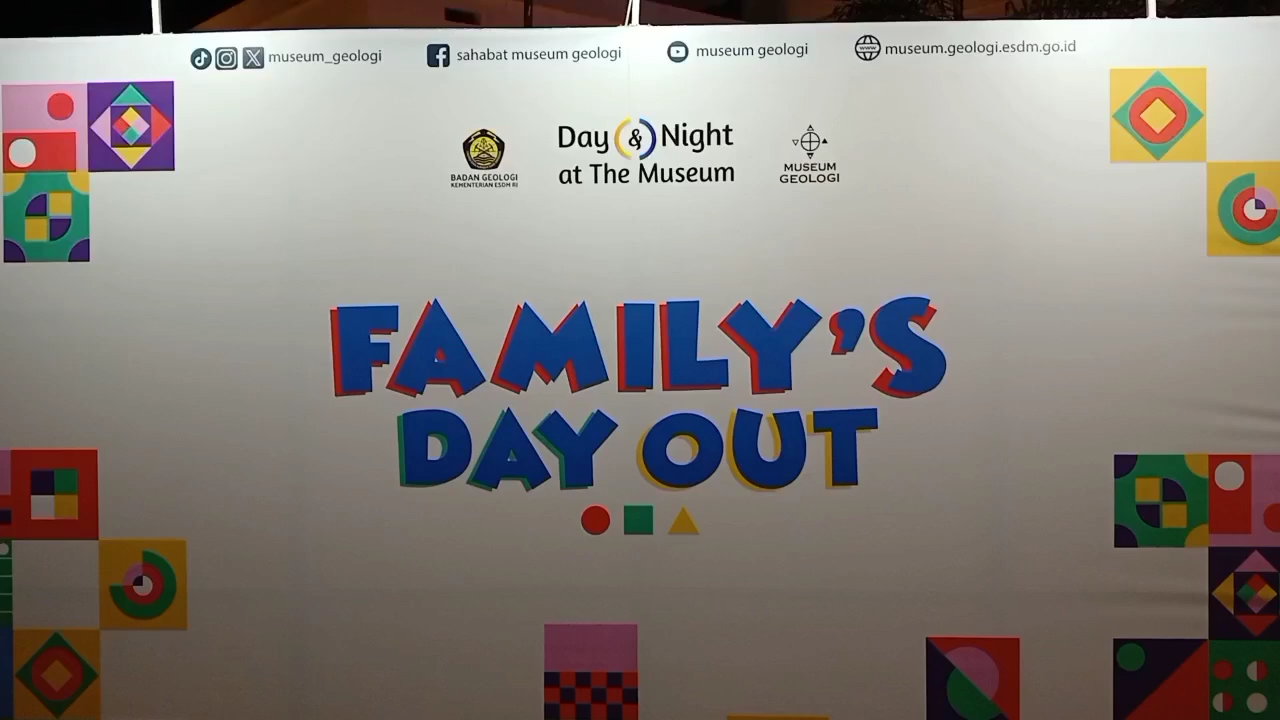 museum_geologi
sahabat museum geologi
museum geologi
www
museum.geologi.esdm.go.id
BADAN GEOLOGI
KEMENTERIAN ESDM RI
Day & Night
at The Museum
MUSEUM
GEOLOGI
FAMILY'S
DAY OUT